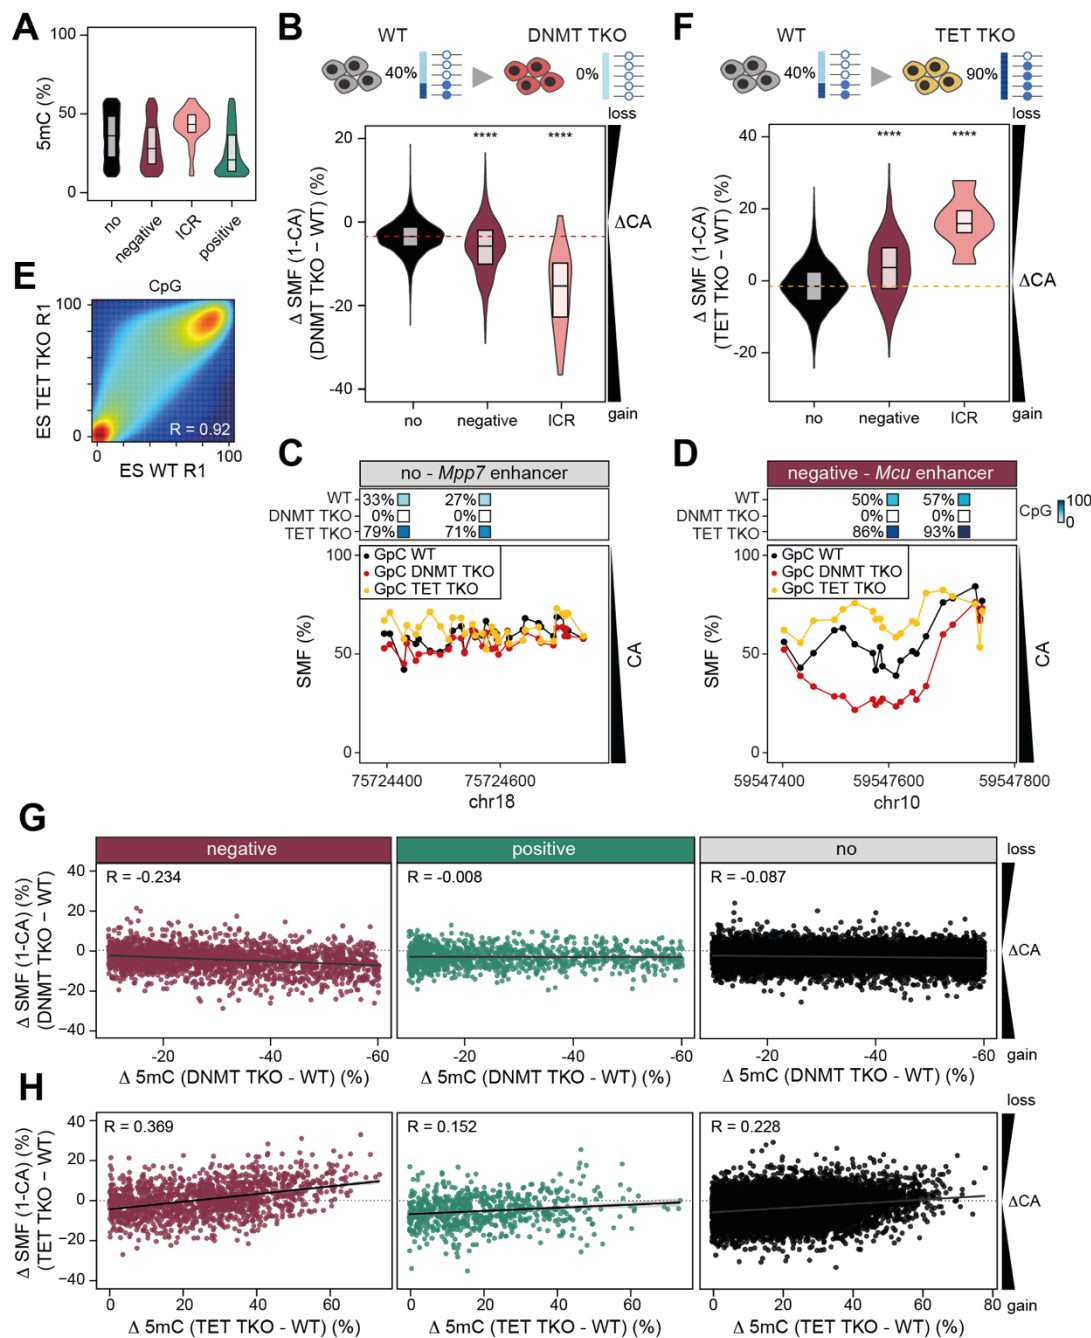 A
100
50
0
5mC (%)
no
negative
ICR
positive
B
WT
DNMT TKO
40%
0%
loss
20
0
-20
-40
Δ SMF (1-CA) (%)
(DNMT TKO – WT)
****
****
ΔCA
no
negative
ICR
gain
F
WT
TET TKO
40%
90%
loss
40
20
0
-20
Δ SMF (1-CA) (%)
(TET TKO – WT)
****
****
ΔCA
no
negative
ICR
gain
E
CpG
100
0
ES TET TKO R1
R = 0.92
0
100
ES WT R1
C
no - Mpp7 enhancer
WT
33%
27%
DNMT TKO
0%
0%
TET TKO
79%
71%
100
50
0
SMF (%)
GpC WT
GpC DNMT TKO
GpC TET TKO
CA
75724400
75724600
chr18
D
negative - Mcu enhancer
WT
50%
57%
DNMT TKO
0%
0%
TET TKO
86%
93%
CpG
100
0
100
50
0
SMF (%)
GpC WT
GpC DNMT TKO
GpC TET TKO
CA
59547400
59547600
59547800
chr10
G
negative
positive
no
loss
R = -0.234
R = -0.008
R = -0.087
40
20
0
−20
−40
Δ SMF (1-CA) (%)
(DNMT TKO – WT)
ΔCA
-20
-40
-60
-20
-40
-60
-20
-40
-60
gain
Δ 5mC (DNMT TKO - WT) (%)
Δ 5mC (DNMT TKO - WT) (%)
Δ 5mC (DNMT TKO - WT) (%)
H
loss
R = 0.369
R = 0.152
R = 0.228
40
20
0
−20
−40
Δ SMF (1-CA) (%)
(TET TKO – WT)
ΔCA
0
20
40
60
0
20
40
60
0
20
40
60
80
gain
Δ 5mC (TET TKO - WT) (%)
Δ 5mC (TET TKO - WT) (%)
Δ 5mC (TET TKO - WT) (%)